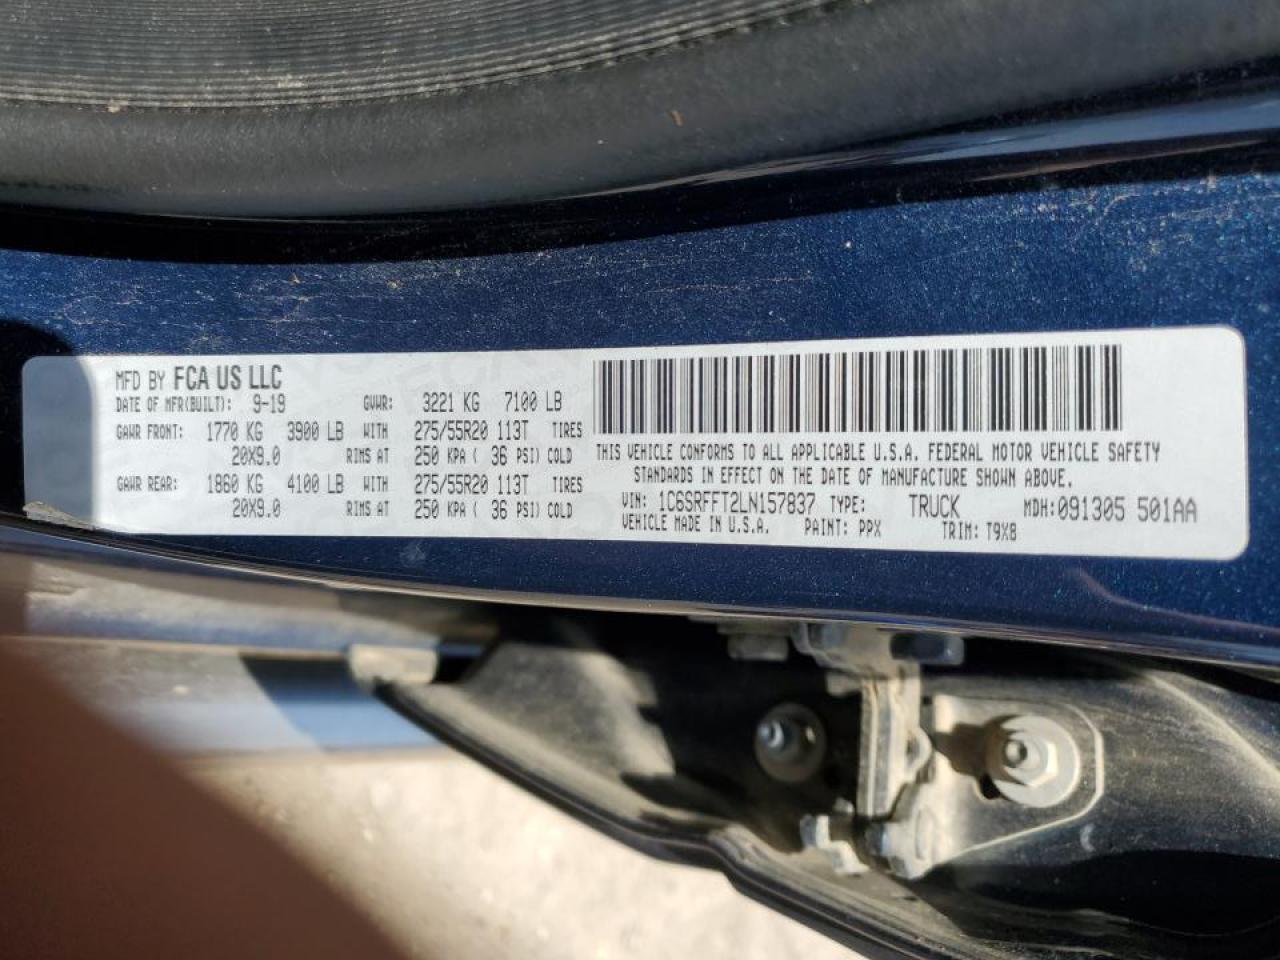 MFD BY FCA US LLC
DATE OF MFR(BUILT): 9-19 GVWR: 3221 KG 7100 LB
GAWR FRONT: 1770 KG 3900 LB WITH 275/55R20 113T TIRES
20X9.0 RIMS AT 250 KPA ( 36 PSI) COLD
GAWR REAR: 1860 KG 4100 LB WITH 275/55R20 113T TIRES
20X9.0 RIMS AT 250 KPA ( 36 PSI) COLD
THIS VEHICLE CONFORMS TO ALL APPLICABLE U.S.A. FEDERAL MOTOR VEHICLE SAFETY
STANDARDS IN EFFECT ON THE DATE OF MANUFACTURE SHOWN ABOVE.
VIN: 1C6SRFFT2LN157837 TYPE: TRUCK MDH:091305 501AA
VEHICLE MADE IN U.S.A. PAINT: PPX TRIM: T9X8